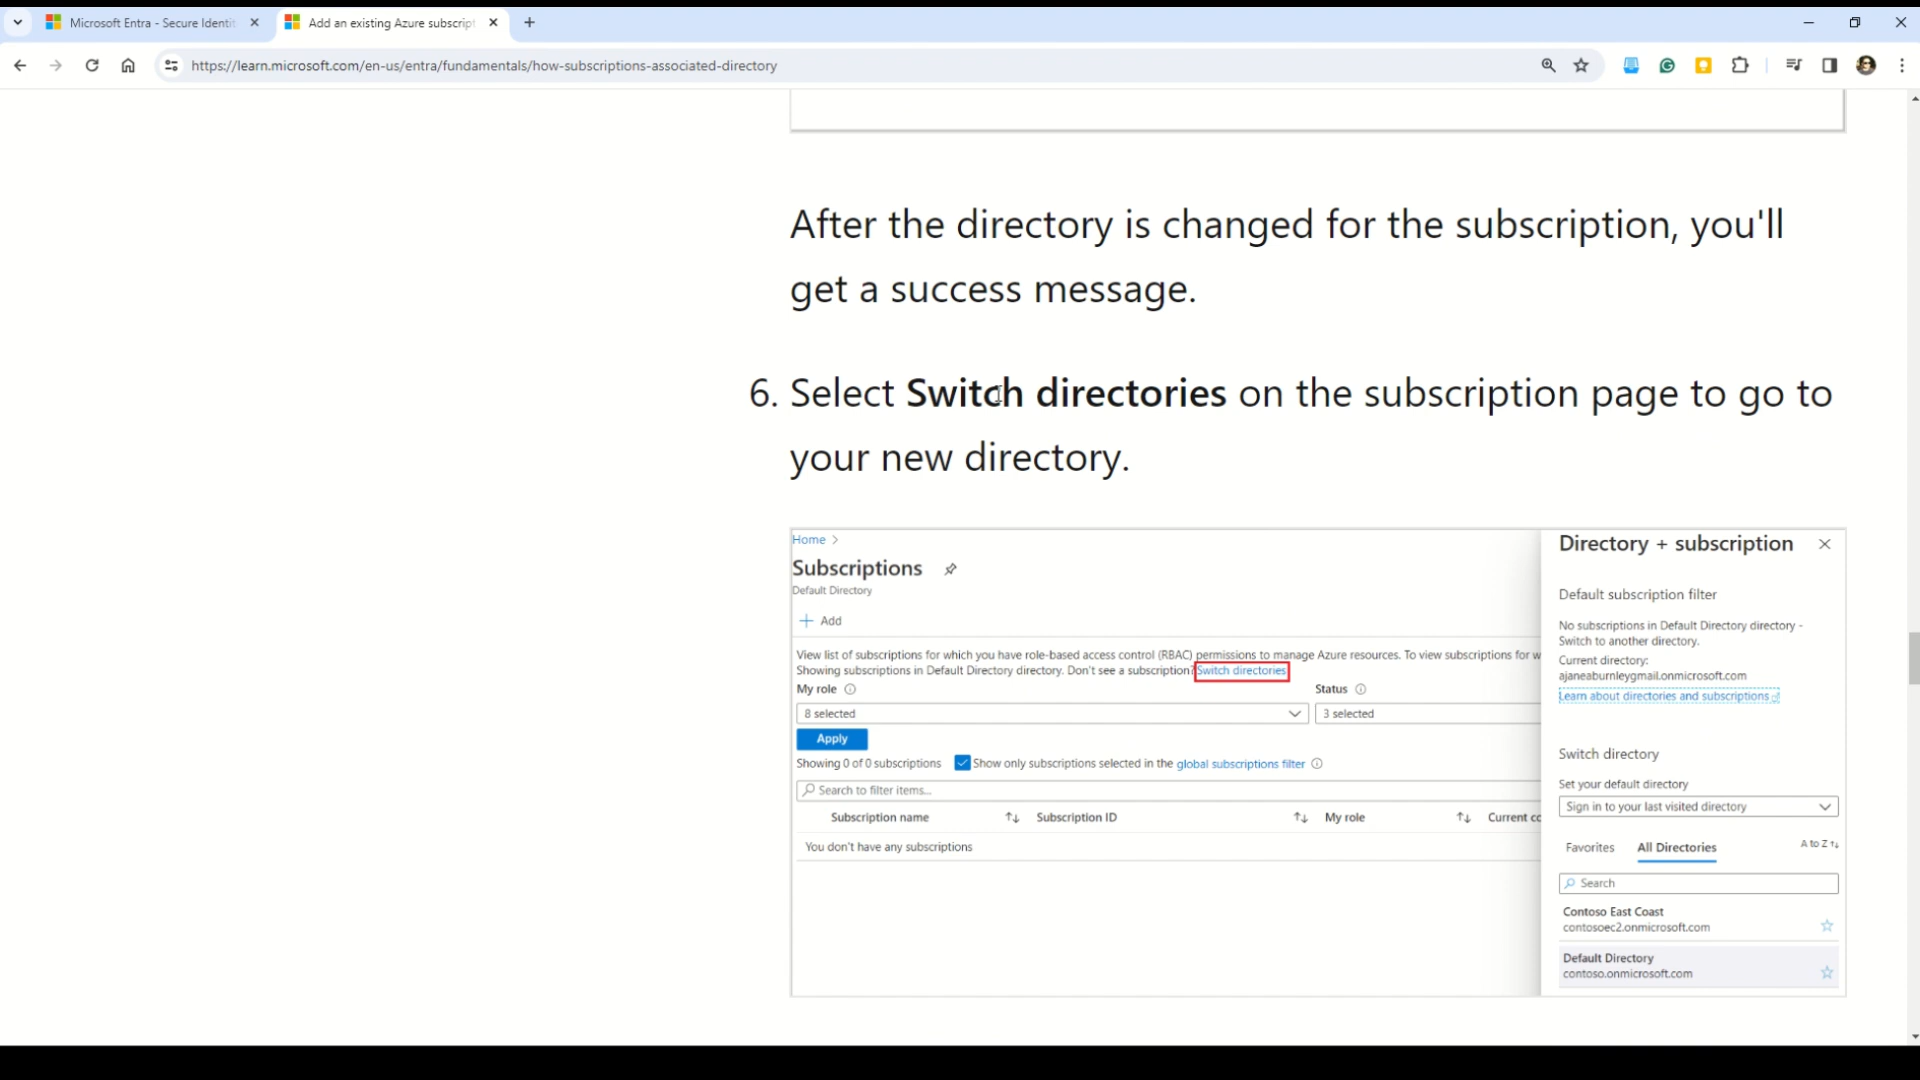 Microsoft Entra - Secure Identit
Add an existing Azure subscript
https://learn.microsoft.com/en-us/entra/fundamentals/how-subscriptions-associated-directory
After the directory is changed for the subscription, you'll
get a success message.
6. Select Switch directories on the subscription page to go to
your new directory.
Home >
Subscriptions
Default Directory
+ Add
View list of subscriptions for which you have role-based access control (RBAC) permissions to manage Azure resources. To view subscriptions for w
Showing subscriptions in Default Directory directory. Don't see a subscription? Switch directories
My role
Status
8 selected
3 selected
Apply
Showing 0 of 0 subscriptions
Show only subscriptions selected in the global subscriptions filter
Search to filter items...
Subscription name
Subscription ID
My role
Current co
You don't have any subscriptions
Directory + subscription
Default subscription filter
No subscriptions in Default Directory directory -
Switch to another directory.
Current directory:
ajaneaburnleygmail.onmicrosoft.com
Learn about directories and subscriptions
Switch directory
Set your default directory
Sign in to your last visited directory
Favorites
All Directories
A to Z
Search
Contoso East Coast
contosoec2.onmicrosoft.com
Default Directory
contoso.onmicrosoft.com